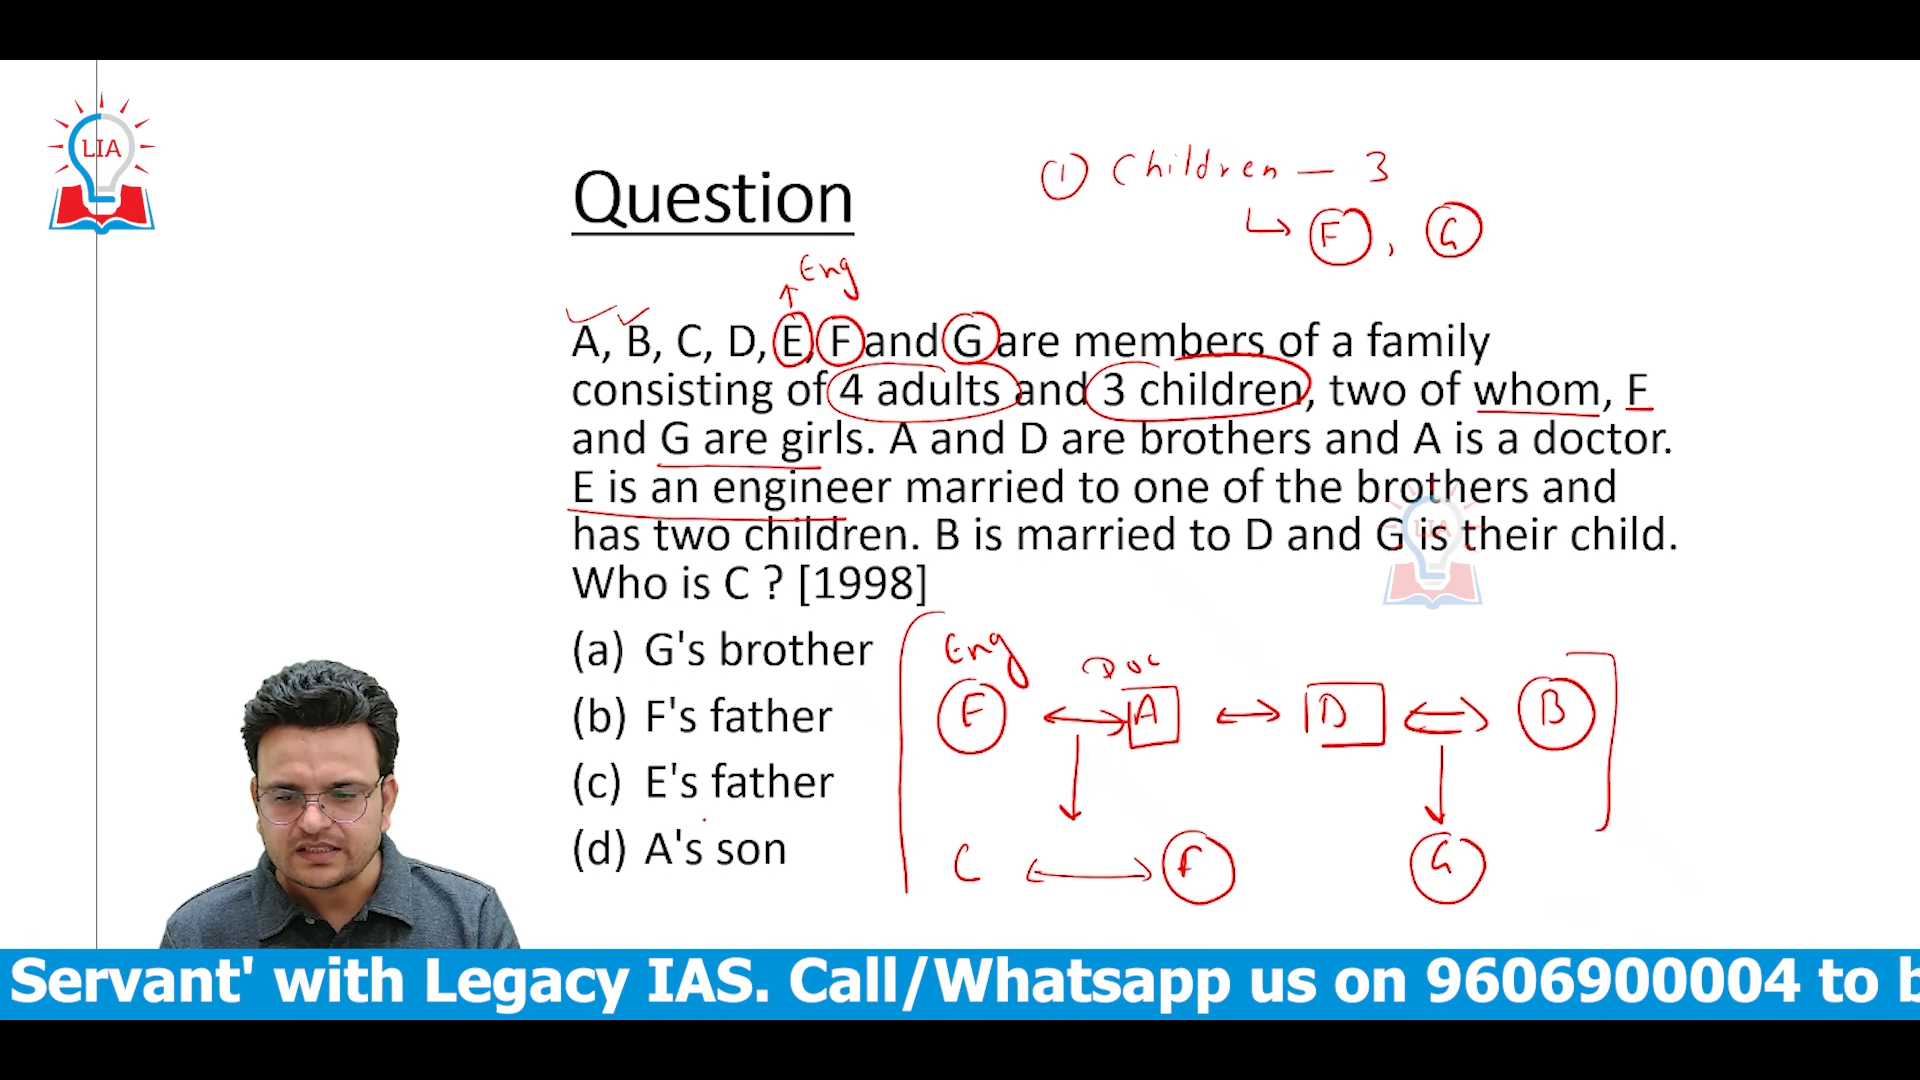 LIA
① Children – 3
Question
↳ F, G
Eng
A, B, C, D, E, F and G are members of a family
consisting of 4 adults and 3 children, two of whom, F
and G are girls. A and D are brothers and A is a doctor.
E is an engineer married to one of the brothers and
has two children. B is married to D and G is their child.
LIA
Who is C ? [1998]
(a) G's brother
(b) F's father
(c) E's father
(d) A's son
Eng Doc
E ↔ A ↔ D ↔ B
C ↔ F G
Servant' with Legacy IAS. Call/Whatsapp us on 9606900004 to b